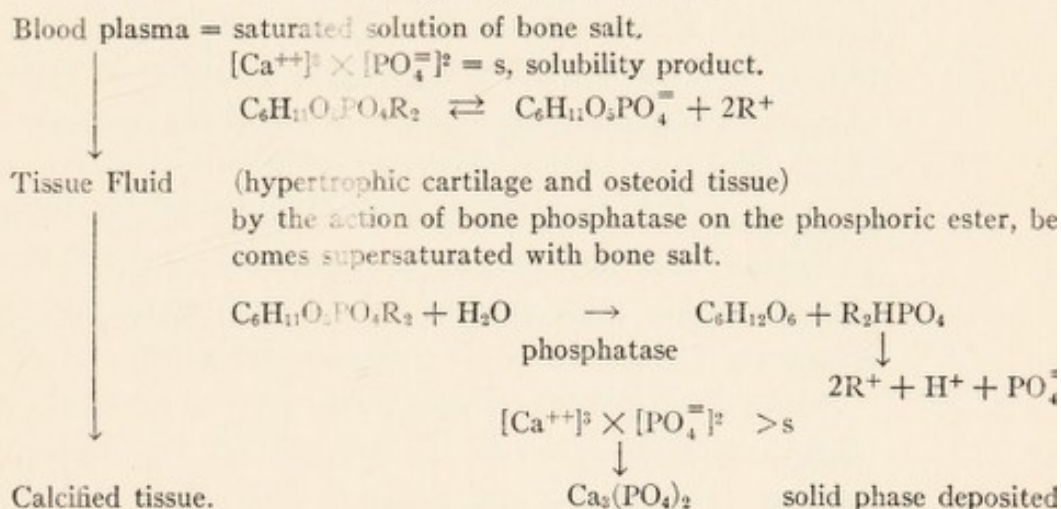 Blood plasma = saturated solution of bone salt.
[Ca⁺⁺]³ × [PO₄⁼]² = s, solubility product.
C₆H₁₁O₅PO₄R₂ ⇄ C₆H₁₁O₅PO₄⁼ + 2R⁺
Tissue Fluid (hypertrophic cartilage and osteoid tissue)
by the action of bone phosphatase on the phosphoric ester, be
comes supersaturated with bone salt.
C₆H₁₁O₅PO₄R₂ + H₂O → C₆H₁₂O₆ + R₂HPO₄
phosphatase ↓
2R⁺ + H⁺ + PO₄⁼
[Ca⁺⁺]³ × [PO₄⁼]² >s
↓
Calcified tissue. Ca₃(PO₄)₂ solid phase deposited